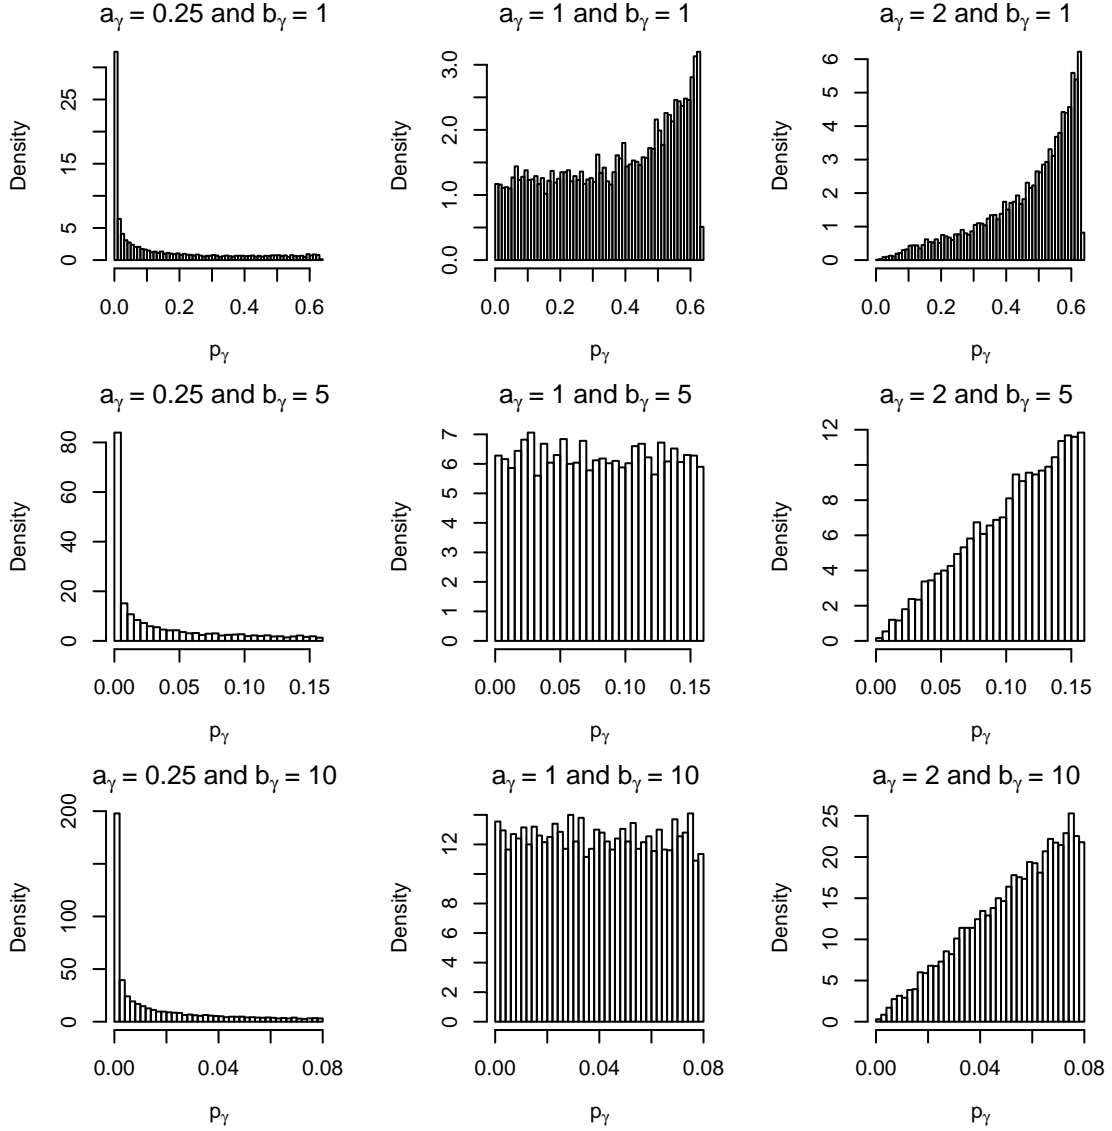 a_γ = 0.25 and b_γ = 1
Density
0 5 15 25
0.0 0.2 0.4 0.6
p_γ
a_γ = 1 and b_γ = 1
Density
0.0 1.0 2.0 3.0
0.0 0.2 0.4 0.6
p_γ
a_γ = 2 and b_γ = 1
Density
0 1 2 3 4 5 6
0.0 0.2 0.4 0.6
p_γ
a_γ = 0.25 and b_γ = 5
Density
0 20 40 60 80
0.00 0.05 0.10 0.15
p_γ
a_γ = 1 and b_γ = 5
Density
0 1 2 3 4 5 6 7
0.00 0.05 0.10 0.15
p_γ
a_γ = 2 and b_γ = 5
Density
0 2 4 6 8 10 12
0.00 0.05 0.10 0.15
p_γ
a_γ = 0.25 and b_γ = 10
Density
0 50 100 200
0.00 0.04 0.08
p_γ
a_γ = 1 and b_γ = 10
Density
0 2 4 6 8 12
0.00 0.04 0.08
p_γ
a_γ = 2 and b_γ = 10
Density
0 5 10 15 20 25
0.00 0.04 0.08
p_γ